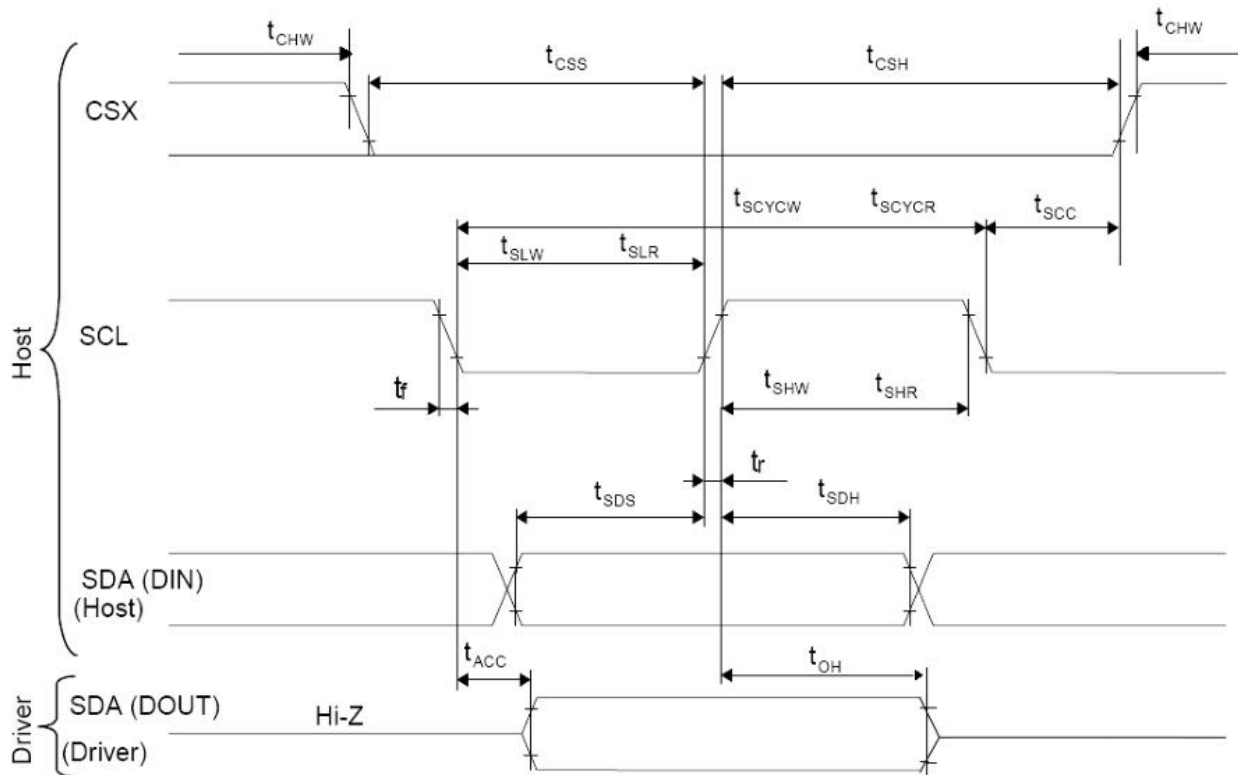 tCHW
tCHW
tCSS
tCSH
CSX
tSCYCW
tSCYCR
tSCC
tSLW
tSLR
Host
SCL
tf
tSHW
tSHR
tr
tSDS
tSDH
SDA (DIN)
(Host)
tACC
tOH
Driver
SDA (DOUT)
Hi-Z
(Driver)